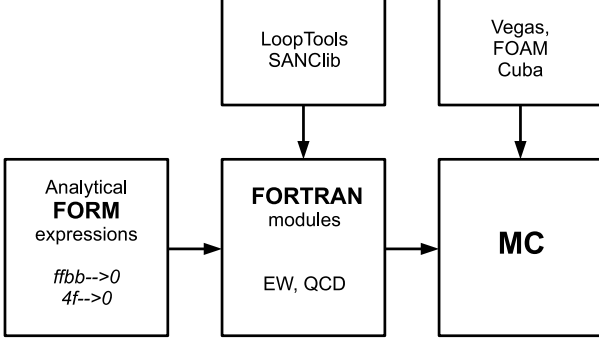 LoopTools
SANClib
Vegas,
FOAM
Cuba
Analytical
FORM
expressions
ffbb-->0
4f-->0
FORTRAN
modules
EW, QCD
MC